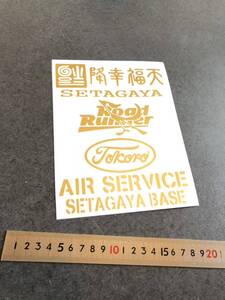 降幸福天
SETAGAYA
Road
Runner
Tokoro
AIR SERVICE
SETAGAYA BASE
1 2 3 4 5 6 7 8 9 10 1 2 3 4 5 6 7 8 9 20 1